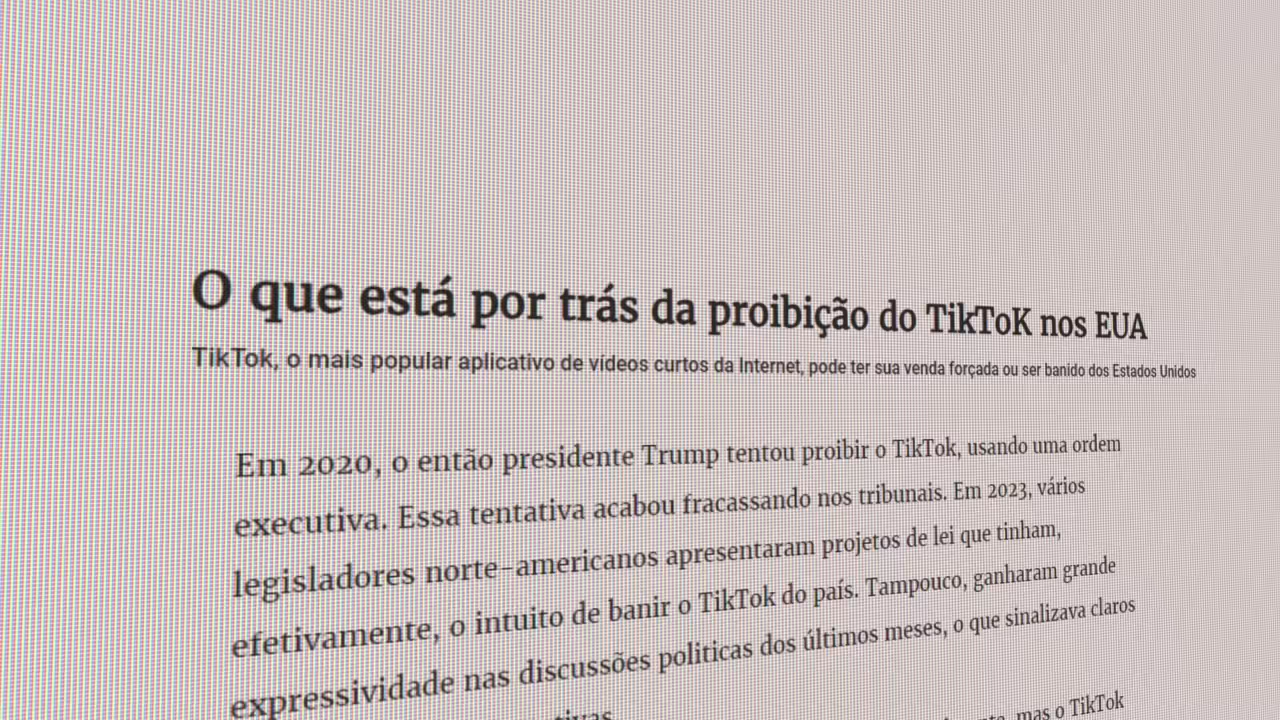 O que está por trás da proibição do TikToK nos EUA
TikTok, o mais popular aplicativo de vídeos curtos da Internet, pode ter sua venda forçada ou ser banido dos Estados Unidos
Em 2020, o então presidente Trump tentou proibir o TikTok, usando uma ordem
executiva. Essa tentativa acabou fracassando nos tribunais. Em 2023, vários
legisladores norte-americanos apresentaram projetos de lei que tinham,
efetivamente, o intuito de banir o TikTok do país. Tampouco, ganharam grande
expressividade nas discussões politicas dos últimos meses, o que sinalizava claros
mas o TikTok